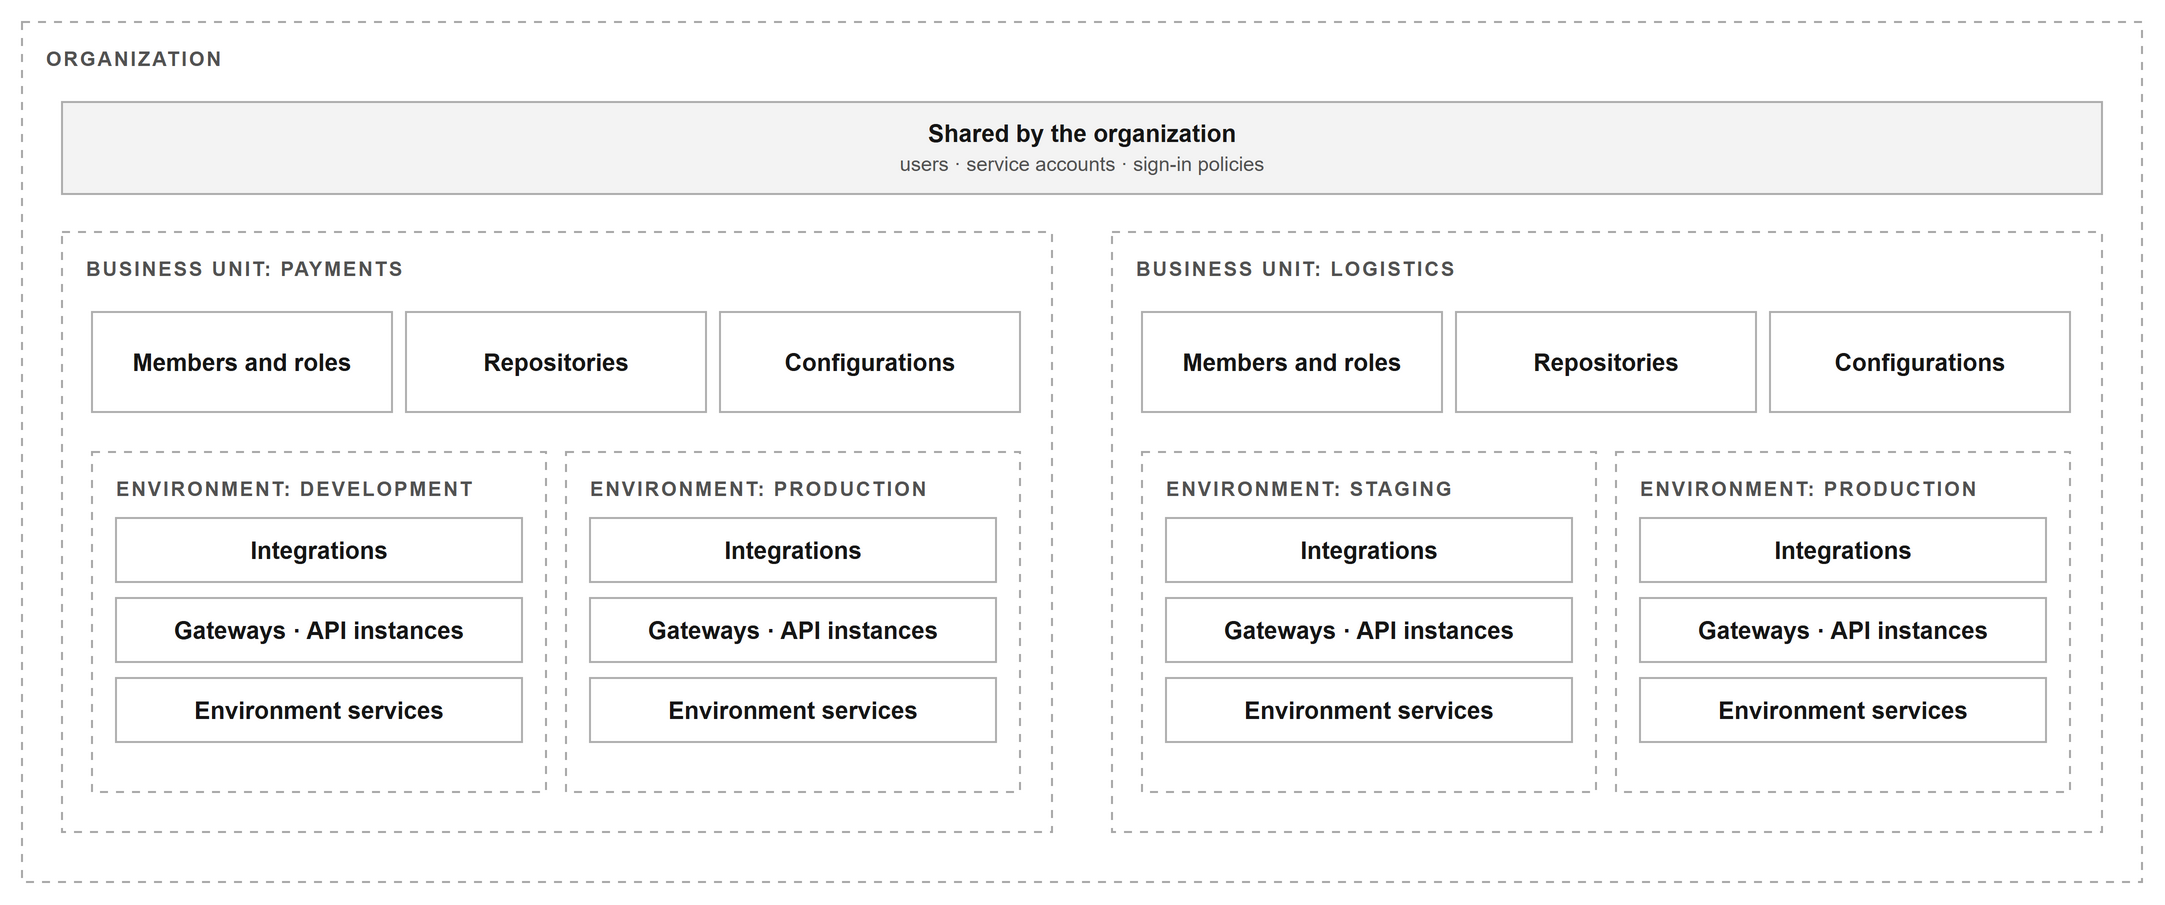 ORGANIZATION
Shared by the organization
users · service accounts · sign-in policies
BUSINESS UNIT: PAYMENTS
Members and roles
Repositories
Configurations
ENVIRONMENT: DEVELOPMENT
Integrations
Gateways · API instances
Environment services
ENVIRONMENT: PRODUCTION
Integrations
Gateways · API instances
Environment services
BUSINESS UNIT: LOGISTICS
Members and roles
Repositories
Configurations
ENVIRONMENT: STAGING
Integrations
Gateways · API instances
Environment services
ENVIRONMENT: PRODUCTION
Integrations
Gateways · API instances
Environment services